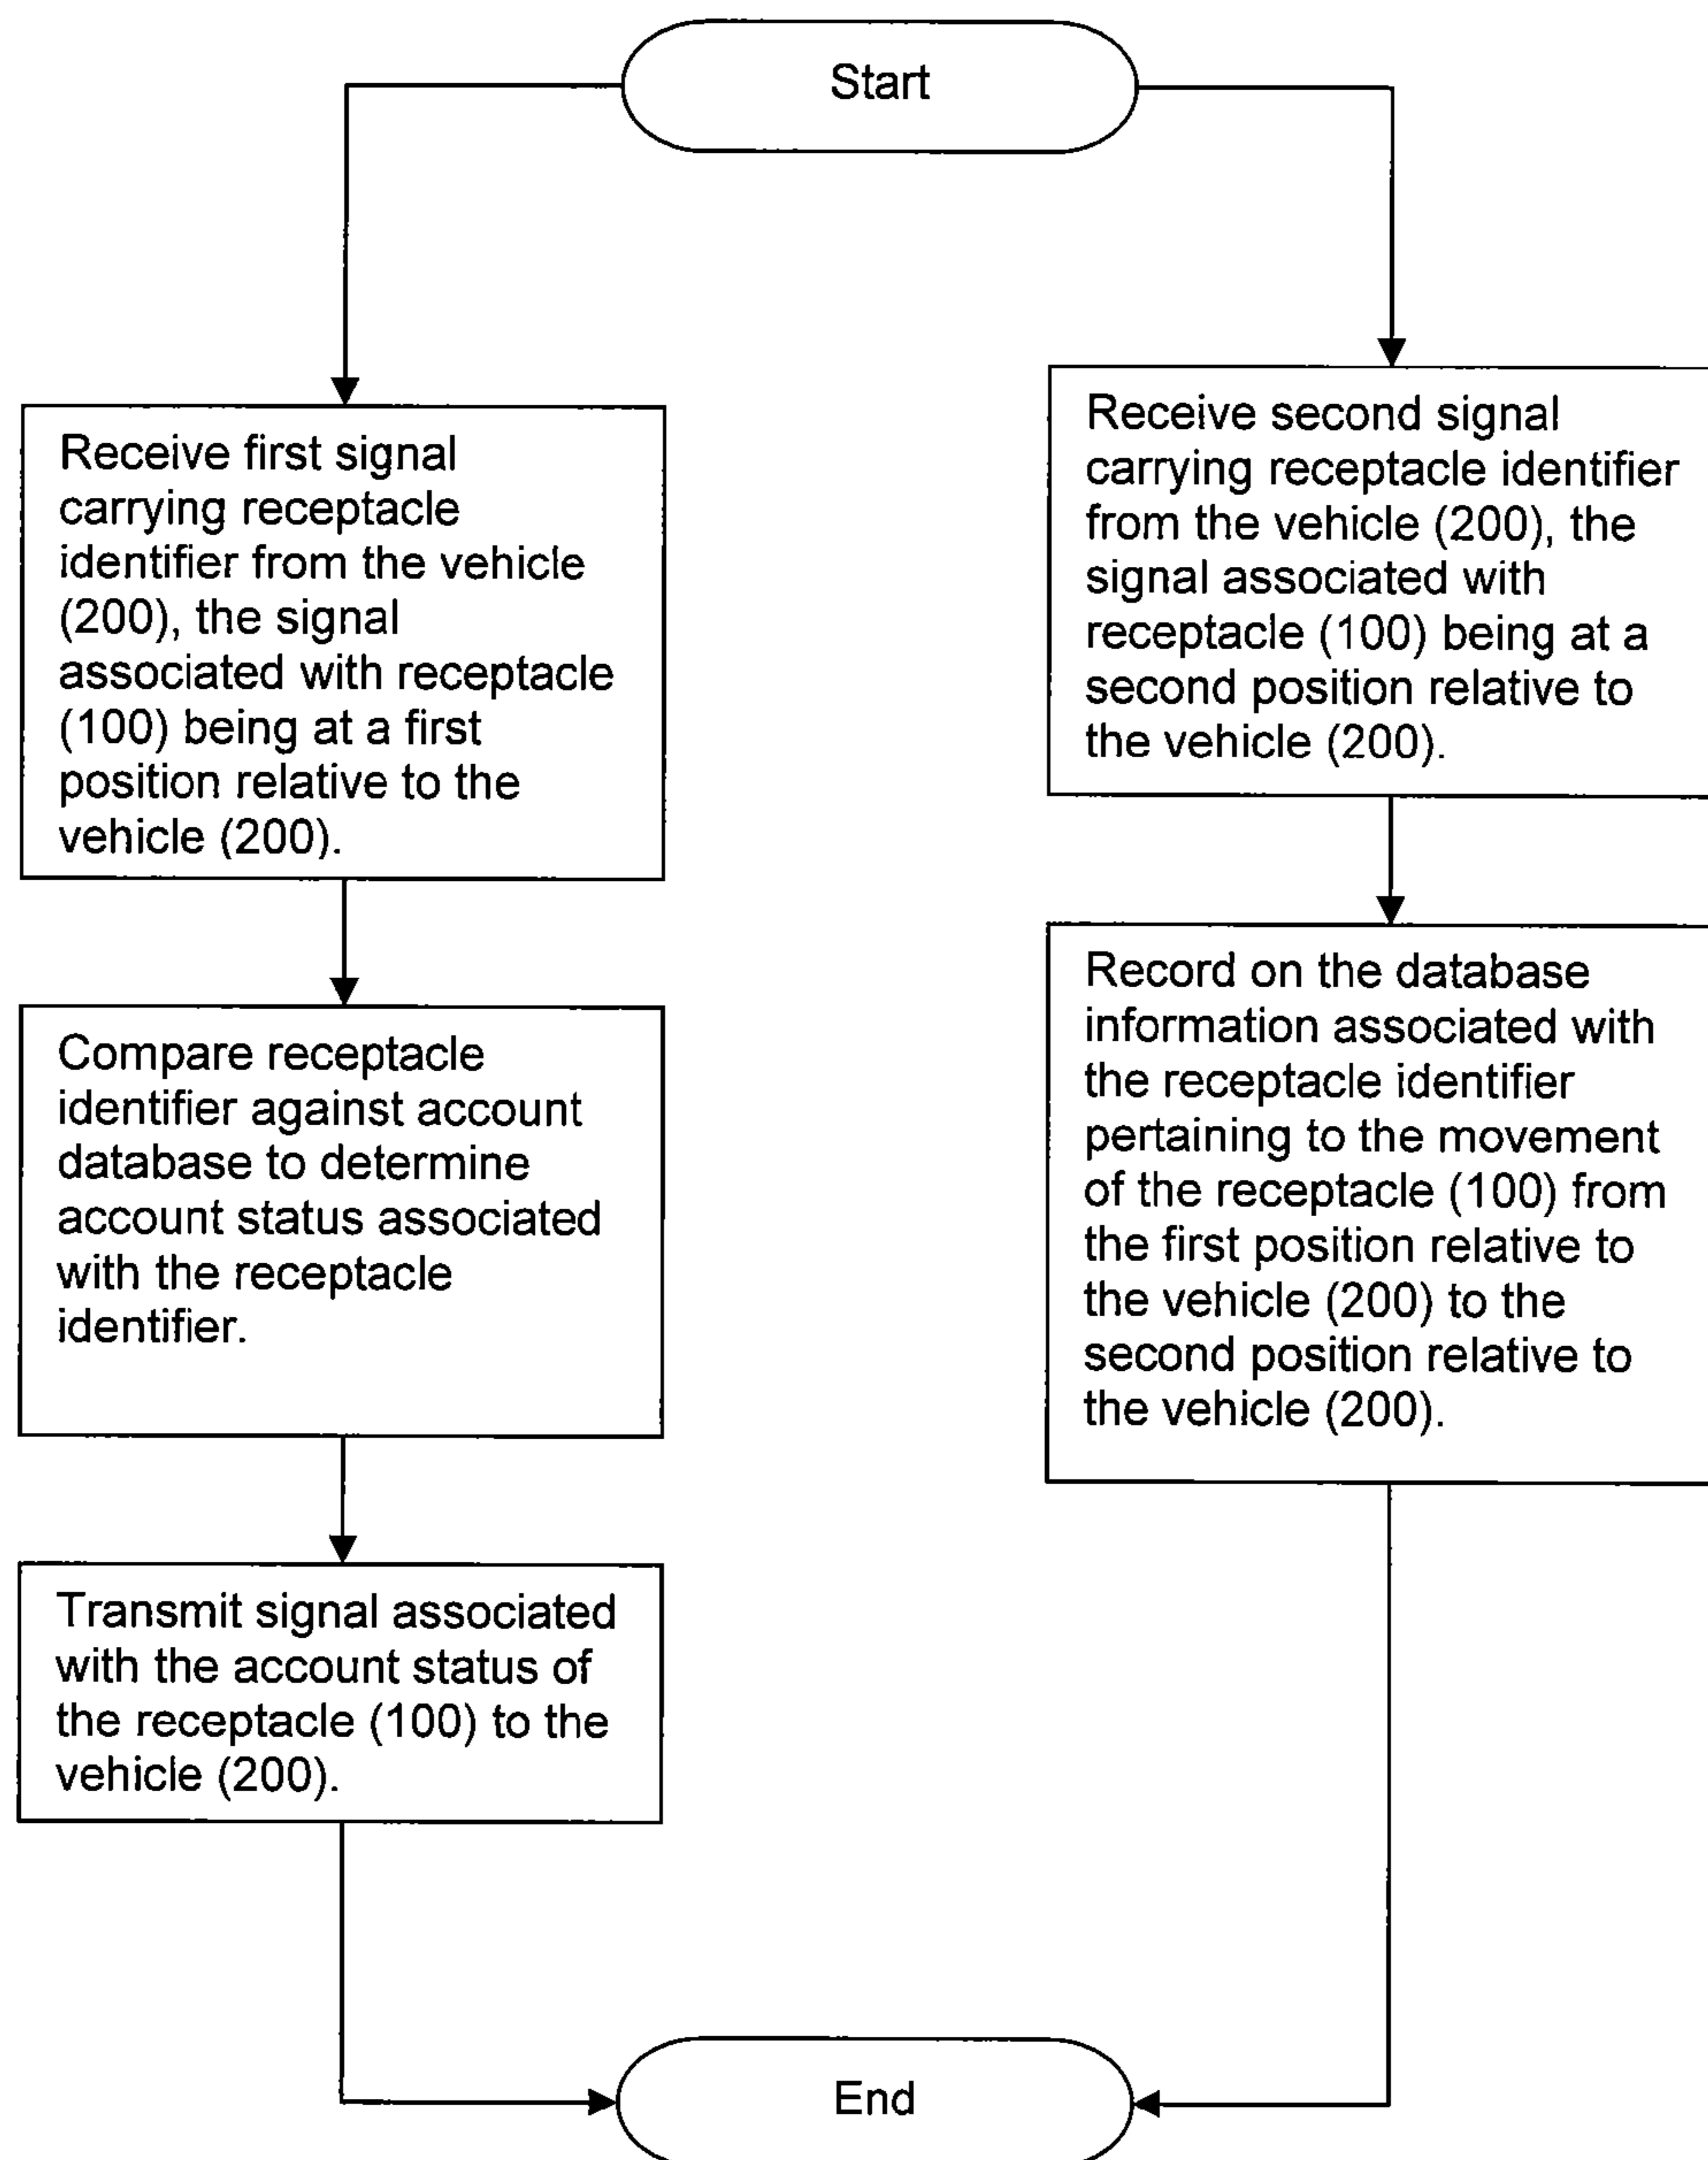 Start
Receive first signal
carrying receptacle
identifier from the vehicle
(200), the signal
associated with receptacle
(100) being at a first
position relative to the
vehicle (200).
Compare receptacle
identifier against account
database to determine
account status associated
with the receptacle
identifier.
Transmit signal associated
with the account status of
the receptacle (100) to the
vehicle (200).
Receive second signal
carrying receptacle identifier
from the vehicle (200), the
signal associated with
receptacle (100) being at a
second position relative to
the vehicle (200).
Record on the database
information associated with
the receptacle identifier
pertaining to the movement
of the receptacle (100) from
the first position relative to
the vehicle (200) to the
second position relative to
the vehicle (200).
End